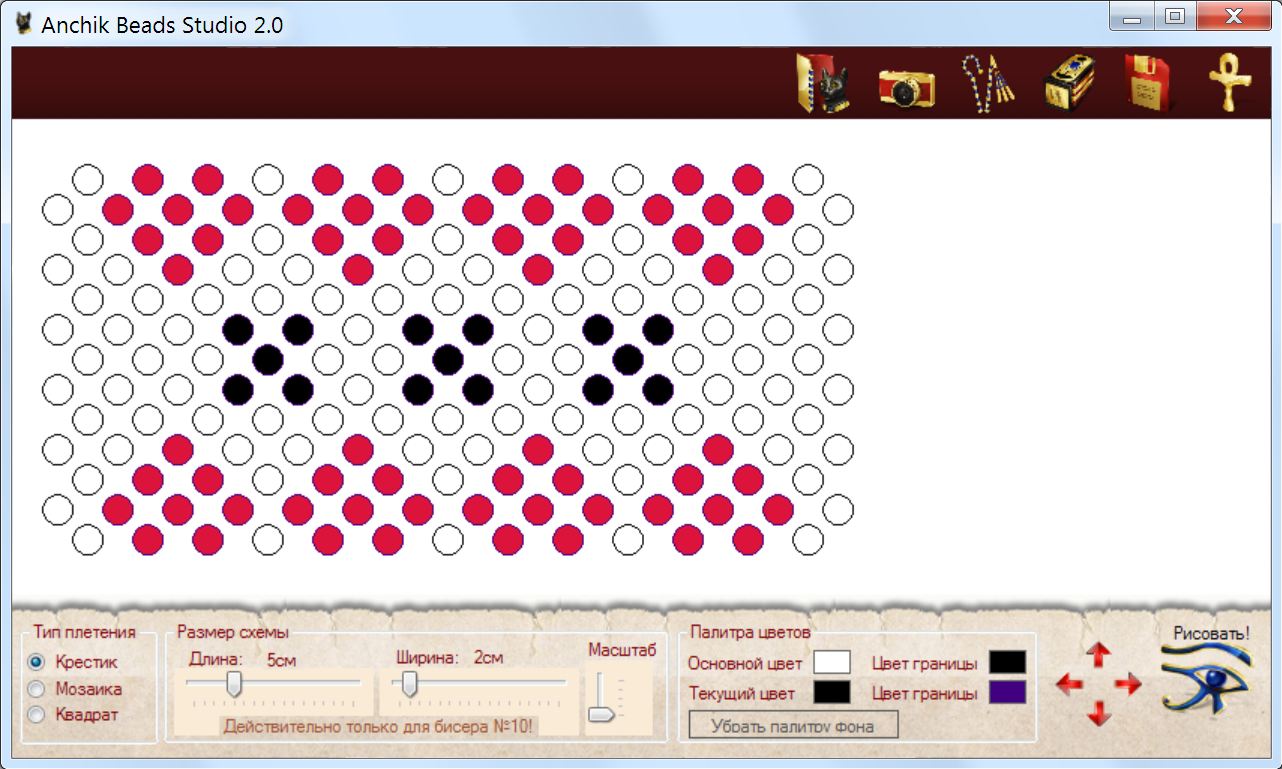 Anchik Beads Studio 2.0
Тип плетения
Крестик
Мозаика
Квадрат
Размер схемы
Длина: 5см
Ширина: 2см
Масштаб
Действительно только для бисера №10!
Палитра цветов
Основной цвет
Цвет границы
Текущий цвет
Цвет границы
Убрать палитру фона
Рисовать!